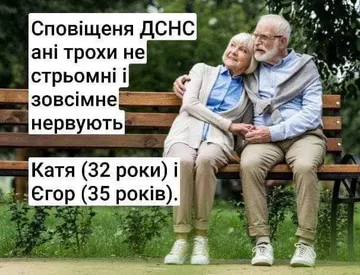 Сповіщеня ДСНС
ані трохи не
стрьомні і
зовсімне
нервують
Катя (32 роки) і
Єгор (35 років).